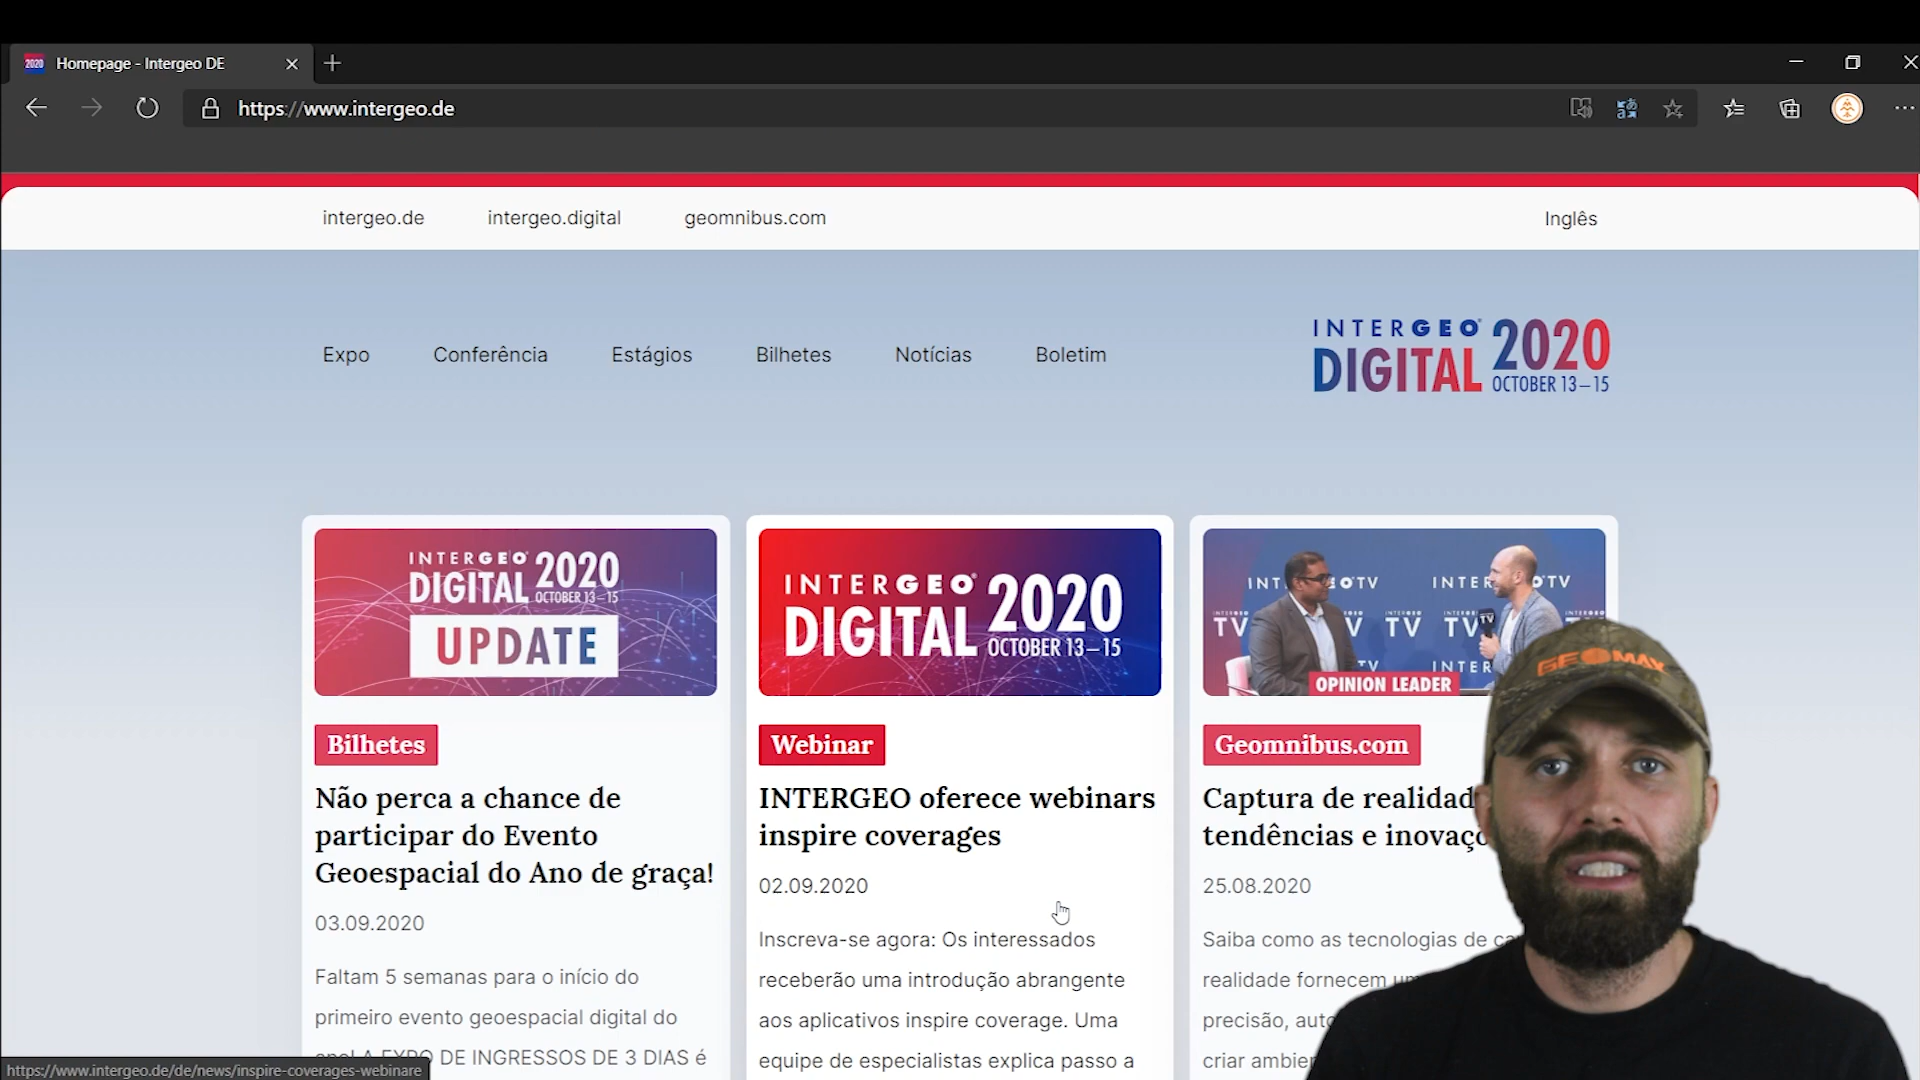 2020 Homepage - Intergeo DE
https://www.intergeo.de
intergeo.de intergeo.digital geomnibus.com Inglês
Expo Conferência Estágios Bilhetes Notícias Boletim
INTERGEO®
DIGITAL 2020
OCTOBER 13–15
INTERGEO®
DIGITAL 2020
OCTOBER 13–15
UPDATE
Bilhetes
Não perca a chance de
participar do Evento
Geoespacial do Ano de graça!
03.09.2020
Faltam 5 semanas para o início do
primeiro evento geoespacial digital do
DE INGRESSOS DE 3 DIAS é
INTERGEO®
DIGITAL 2020
OCTOBER 13–15
Webinar
INTERGEO oferece webinars
inspire coverages
02.09.2020
Inscreva-se agora: Os interessados
receberão uma introdução abrangente
aos aplicativos inspire coverage. Uma
equipe de especialistas explica passo a
TV TV TV
OPINION LEADER
Geomnibus.com
Captura de
tendências e
25.08.2020
Saiba como as tecnologias de
realidade fornecem
criar
GEOMAX
https://www.intergeo.de/de/news/inspire-coverages-webinare